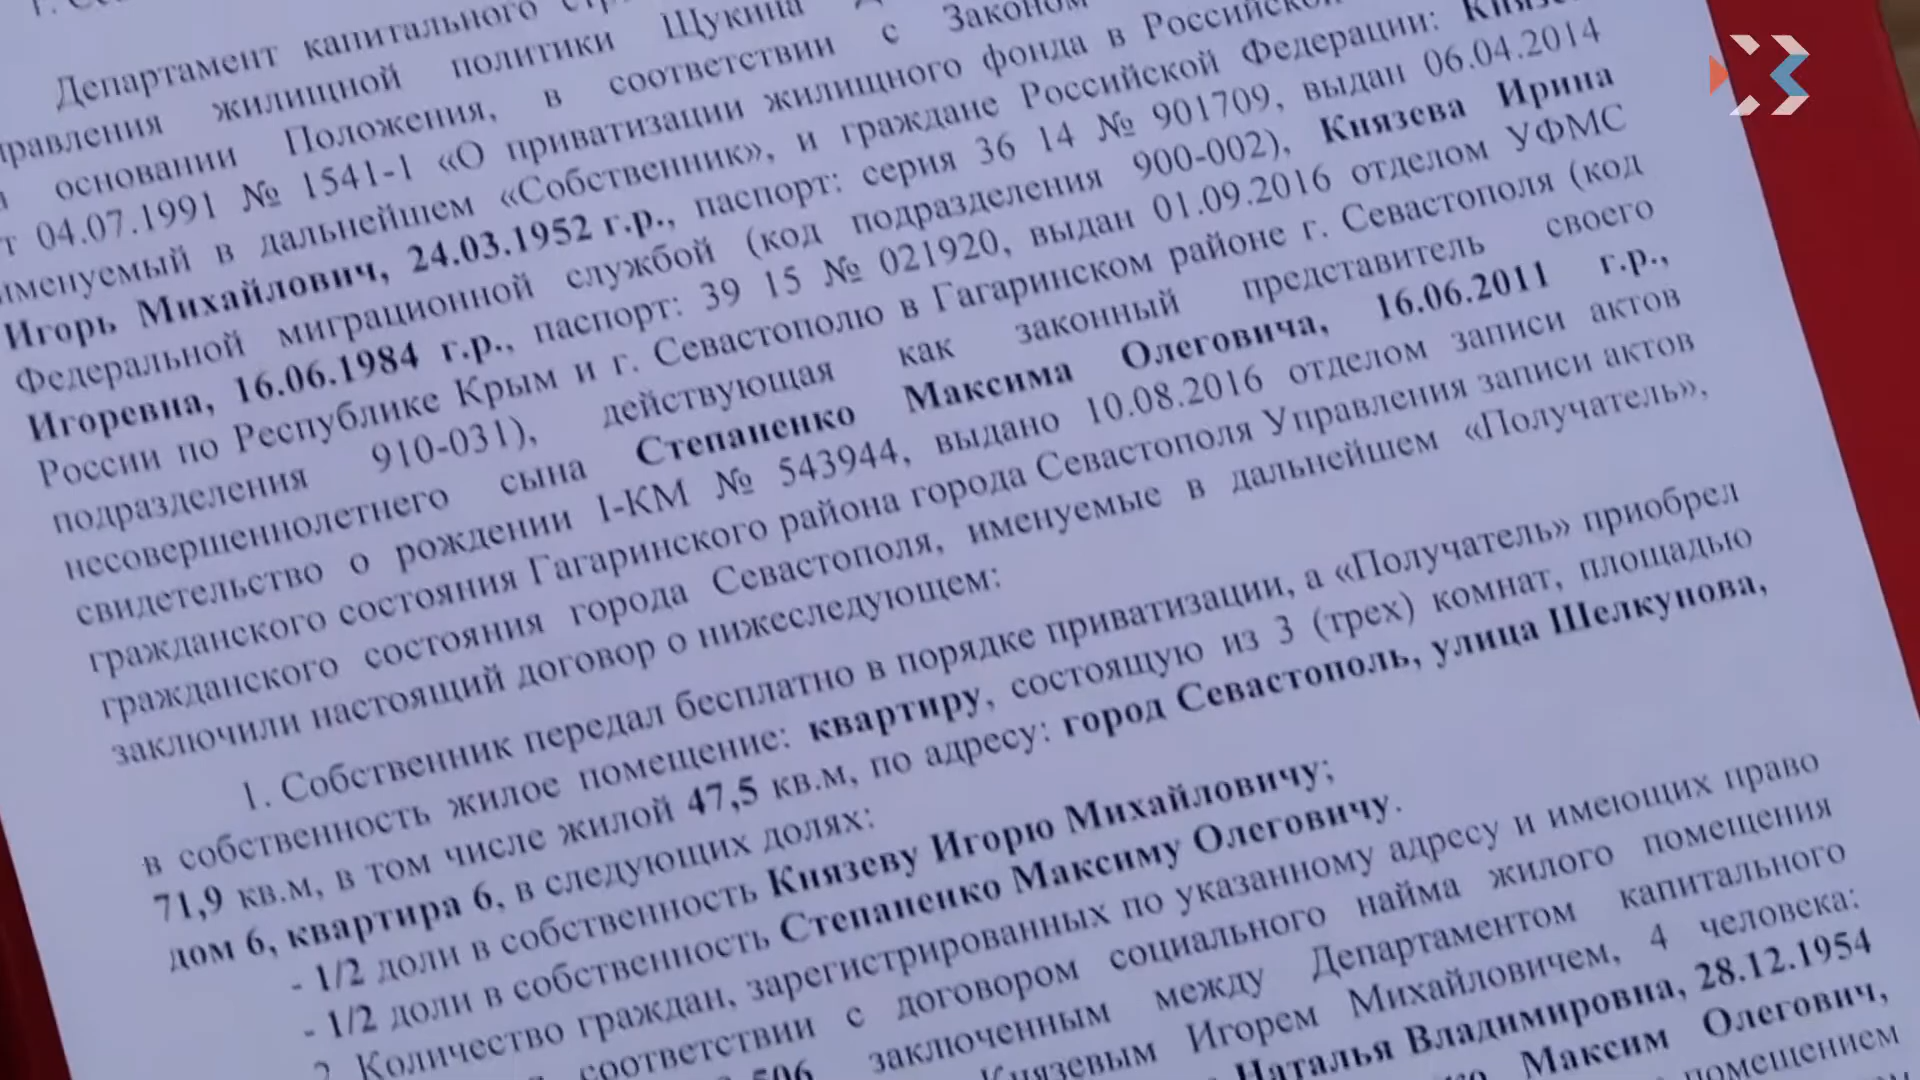 Департамент капитального
правления жилищной политики Щукина
основании Положения, в соответствии с Законом
т 04.07.1991 № 1541-1 «О приватизации жилищного фонда в Российской
именуемый в дальнейшем «Собственник», и граждане Российской Федерации:
Игорь Михайлович, 24.03.1952 г.р., паспорт: серия 36 14 № 901709, выдан 06.04.2014
Федеральной миграционной службой (код подразделения 900-002), Князева Ирина
Игоревна, 16.06.1984 г.р., паспорт: 39 15 № 021920, выдан 01.09.2016 отделом УФМС
России по Республике Крым и г. Севастополю в Гагаринском районе г. Севастополя (код
подразделения 910-031), действующая как законный представитель своего
несовершеннолетнего сына Степаненко Максима Олеговича, 16.06.2011 г.р.,
свидетельство о рождении I-КМ № 543944, выдано 10.08.2016 отделом записи актов
гражданского состояния Гагаринского района города Севастополя Управления записи актов
гражданского состояния города Севастополя, именуемые в дальнейшем «Получатель»,
заключили настоящий договор о нижеследующем:
1. Собственник передал бесплатно в порядке приватизации, а «Получатель» приобрел
в собственность жилое помещение: квартиру, состоящую из 3 (трех) комнат, площадью
71,9 кв.м, в том числе жилой 47,5 кв.м, по адресу: город Севастополь, улица Шелкунова,
дом 6, квартира 6, в следующих долях:
- 1/2 доли в собственность Князеву Игорю Михайловичу;
- 1/2 доли в собственность Степаненко Максиму Олеговичу.
2. Количество граждан, зарегистрированных по указанному адресу и имеющих право
соответствии с договором социального найма жилого помещения
506 заключенным между Департаментом капитального
Князевым Игорем Михайловичем, 4 человека:
Наталья Владимировна, 28.12.1954
Максим Олегович,
помещением